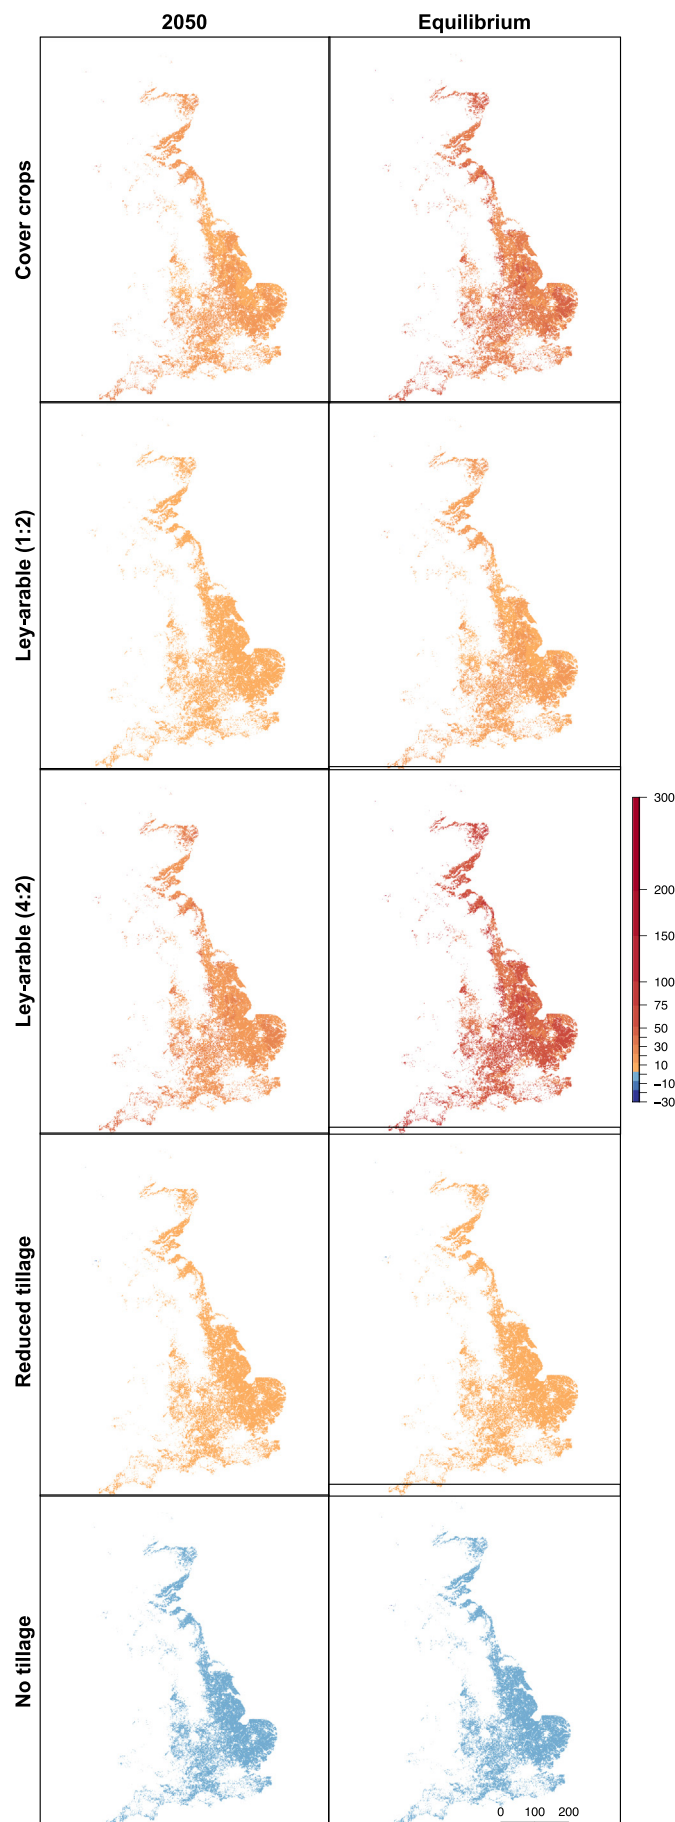 2050
Equilibrium
Cover crops
Ley-arable (1:2)
Ley-arable (4:2)
300
200
150
100
75
50
30
10
−10
−30
Reduced tillage
No tillage
0 100 200